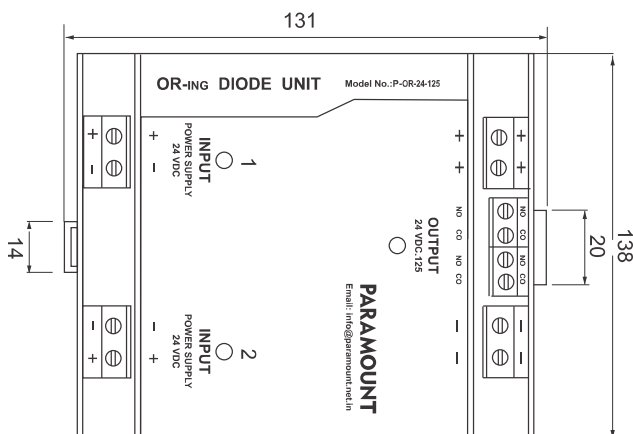 131
OR-ING DIODE UNIT
Model No.:P-OR-24-125
+
-
+
-
INPUT 1
POWER SUPPLY
24 VDC
+
+
+
+
NO
CO
NO
CO
NO
CO
NO
CO
OUTPUT
24 VDC.125
14
20
138
PARAMOUNT
Email: info@paramount.net.in
-
+
-
+
INPUT 2
POWER SUPPLY
24 VDC
-
-
-
-